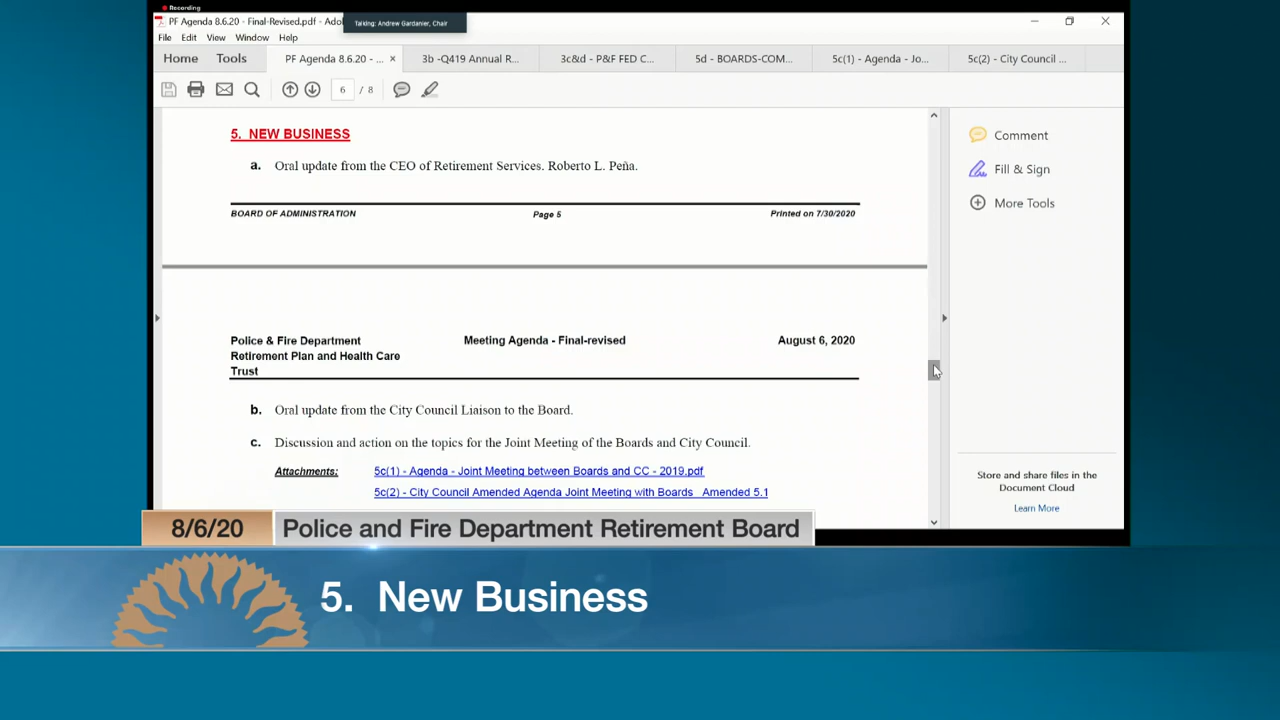 Recording
PF Agenda 8.6.20 - Final-Revised.pdf - Ado
Talking: Andrew Gardanier, Chair
File Edit View Window Help
Home Tools PF Agenda 8.6.20 - ... × 3b -Q419 Annual R... 3c&d - P&F FED C... 5d - BOARDS-COM... 5c(1) - Agenda - Jo... 5c(2) - City Council ...
6 / 8
5. NEW BUSINESS
a. Oral update from the CEO of Retirement Services. Roberto L. Peña.
BOARD OF ADMINISTRATION Page 5 Printed on 7/30/2020
Police & Fire Department Meeting Agenda - Final-revised August 6, 2020
Retirement Plan and Health Care
Trust
b. Oral update from the City Council Liaison to the Board.
c. Discussion and action on the topics for the Joint Meeting of the Boards and City Council.
Attachments: 5c(1) - Agenda - Joint Meeting between Boards and CC - 2019.pdf
5c(2) - City Council Amended Agenda Joint Meeting with Boards Amended 5.1
Comment
Fill & Sign
More Tools
Store and share files in the
Document Cloud
Learn More
8/6/20 Police and Fire Department Retirement Board
5. New Business